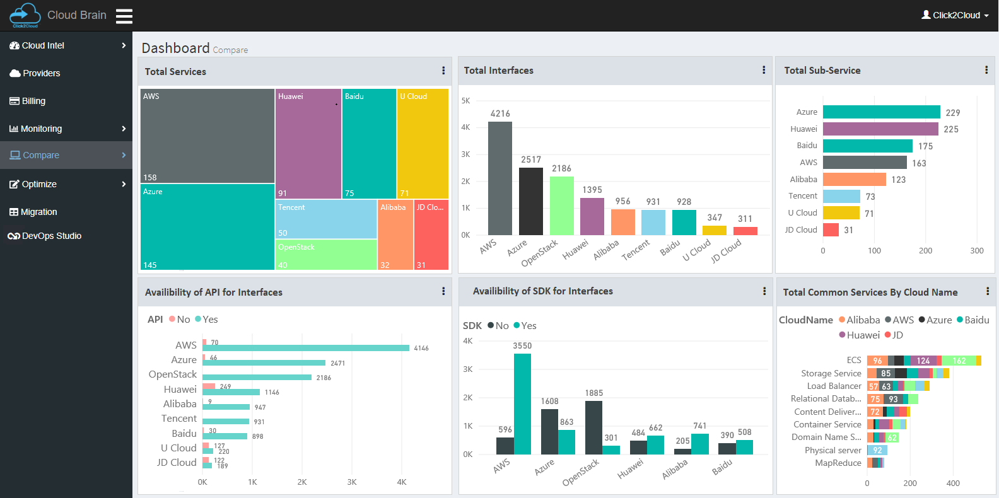 Click2Cloud
Cloud Brain
Click2Cloud
Cloud Intel
Providers
Billing
Monitoring
Compare
Optimize
Migration
DevOps Studio
Dashboard Compare
Total Services
AWS
158
Azure
145
Huawei
91
Baidu
75
U Cloud
71
Tencent
50
OpenStack
40
Alibaba
32
JD Clo...
31
Total Interfaces
5K
4K
3K
2K
1K
0K
4216
2517
2186
1395
956
931
928
347
311
AWS
Azure
OpenStack
Huawei
Alibaba
Tencent
Baidu
U Cloud
JD Cloud
Total Sub-Service
Azure 229
Huawei 225
Baidu 175
AWS 163
Alibaba 123
Tencent 73
U Cloud 71
JD Cloud 31
0 100 200 300
Availibility of API for Interfaces
API No Yes
AWS 70 4146
Azure 46 2471
OpenStack 2186
Huawei 249 1146
Alibaba 9 947
Tencent 931
Baidu 30 898
U Cloud 127 220
JD Cloud 122 189
0K 1K 2K 3K 4K
Availibility of SDK for Interfaces
SDK No Yes
4K
3K
2K
1K
0K
596 3550
1608 863
1885 301
484 662
205 741
390 508
AWS
Azure
OpenStack
Huawei
Alibaba
Baidu
Total Common Services By Cloud Name
CloudName Alibaba AWS Azure Baidu
Huawei JD
ECS 96 124 162
Storage Service 85
Load Balancer 57 63
Relational Datab... 75 93
Content Deliver... 72
Container Service
Domain Name S... 62
Physical server 92
MapReduce
0 200 400